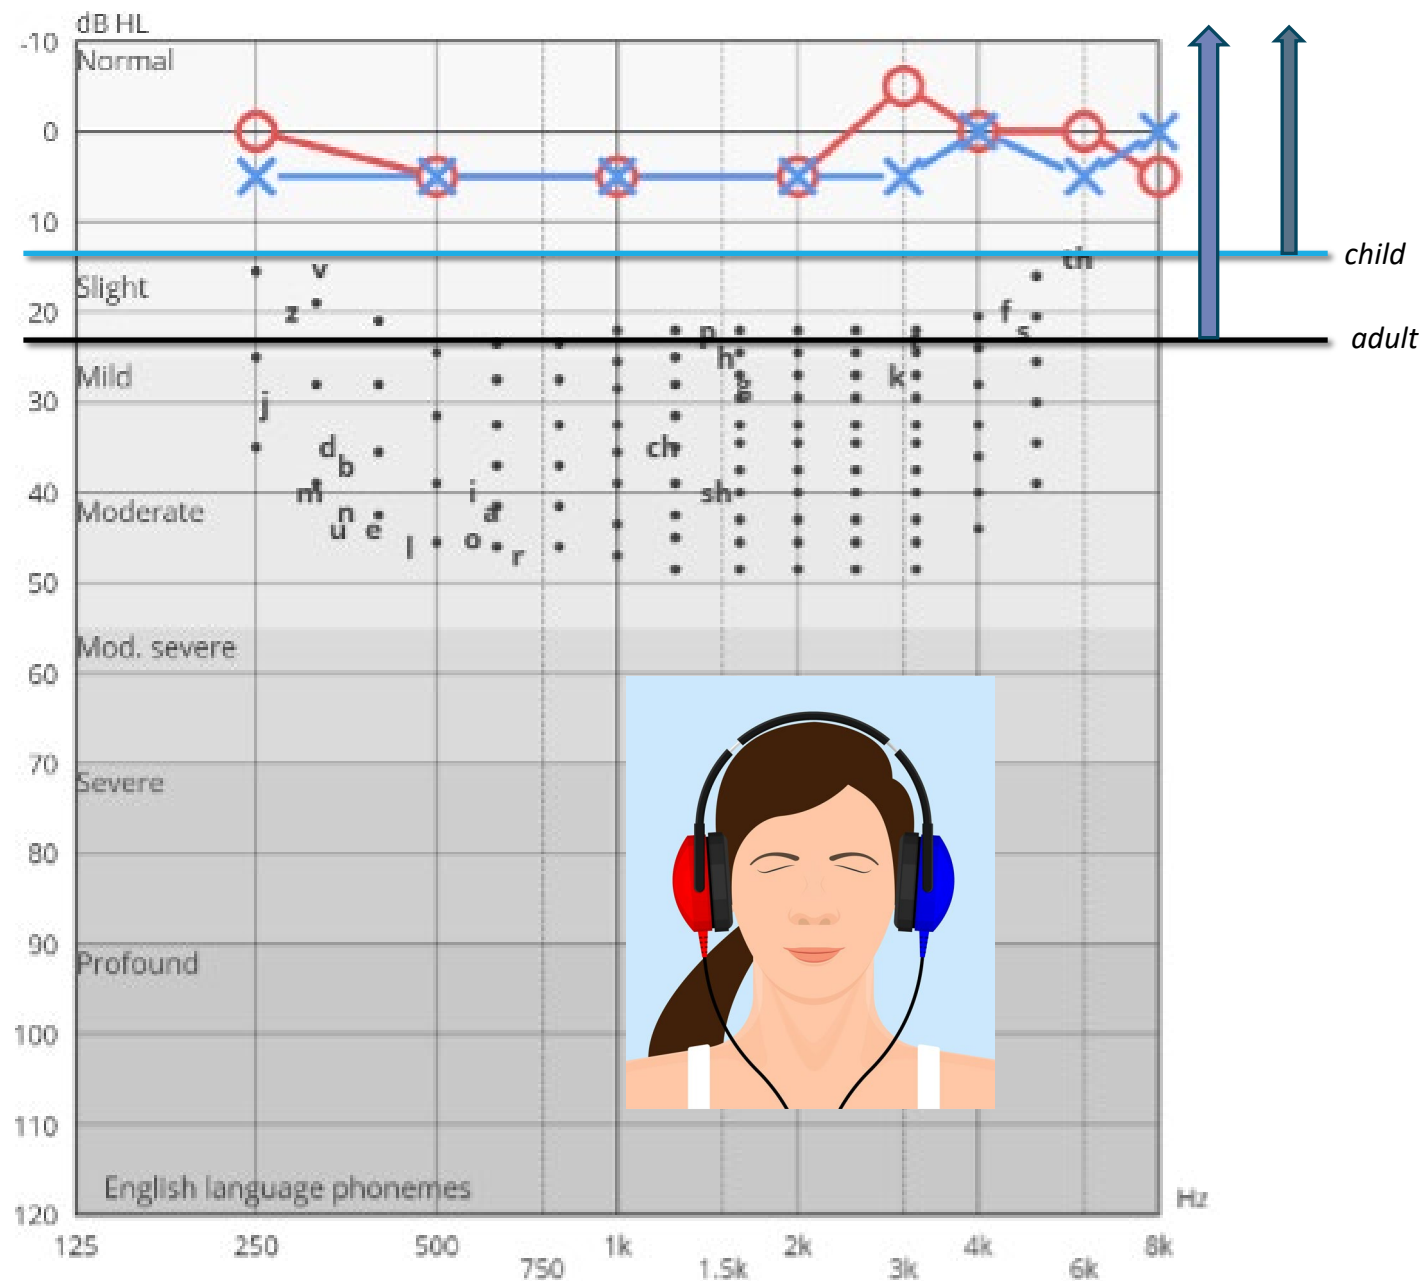 dB HL
-10
Normal
0
10
child
th
v
Slight
20
z
f
s
p
adult
h
g
Mild
k
30
j
d
b
ch
40
m
i
sh
Moderate
n
a
u
e
l
o
r
50
Mod. severe
60
70
Severe
80
90
Profound
100
110
English language phonemes
120
Hz
125
250
500
1k
2k
4k
8k
750
1.5k
3k
6k